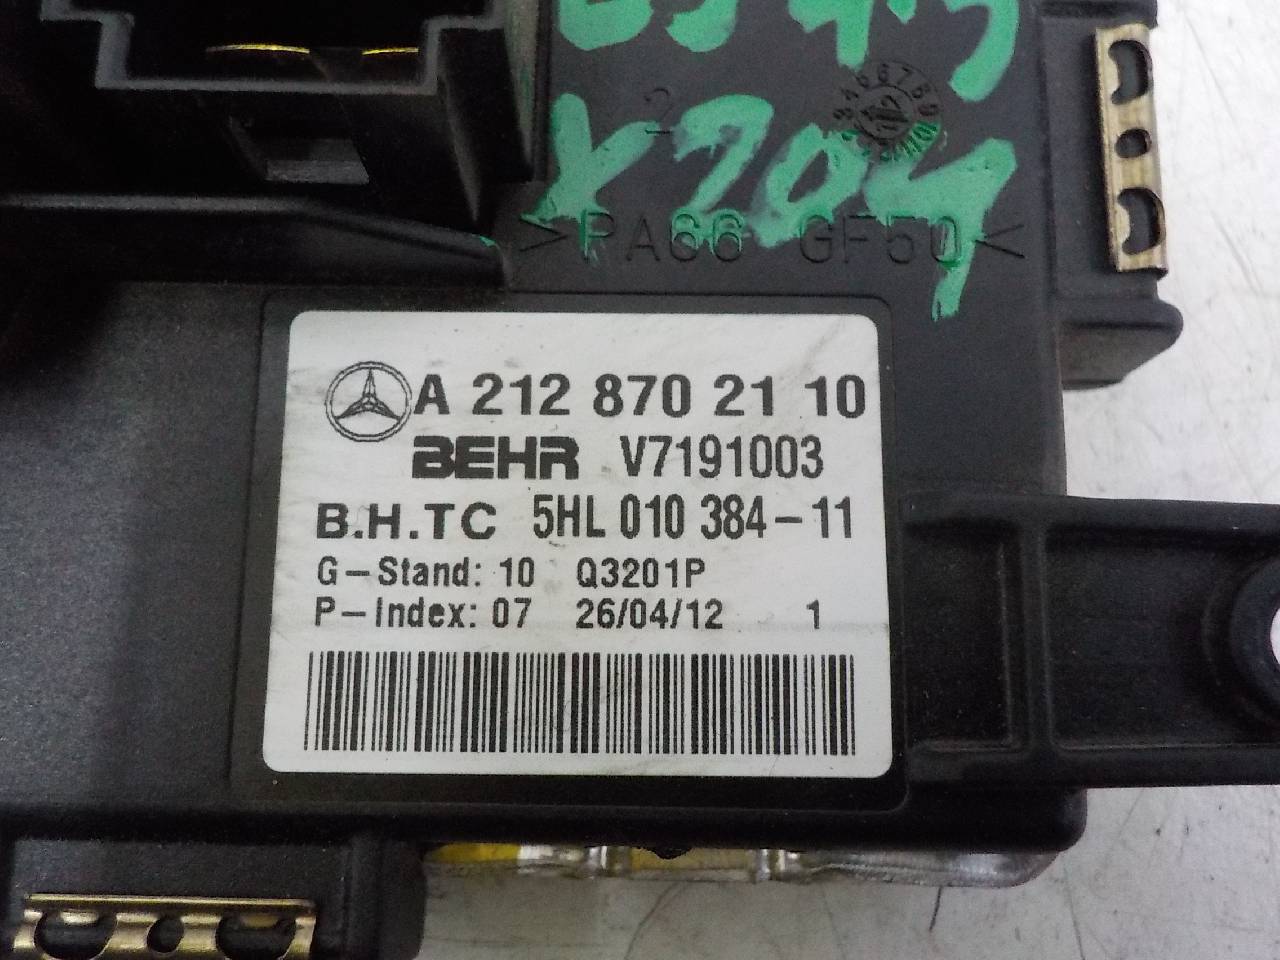 X204
2
>PA66 GF50<
A 212 870 21 10
BEHR V7191003
B.H.TC 5HL 010 384-11
G-Stand: 10 Q3201P
P-Index: 07 26/04/12 1